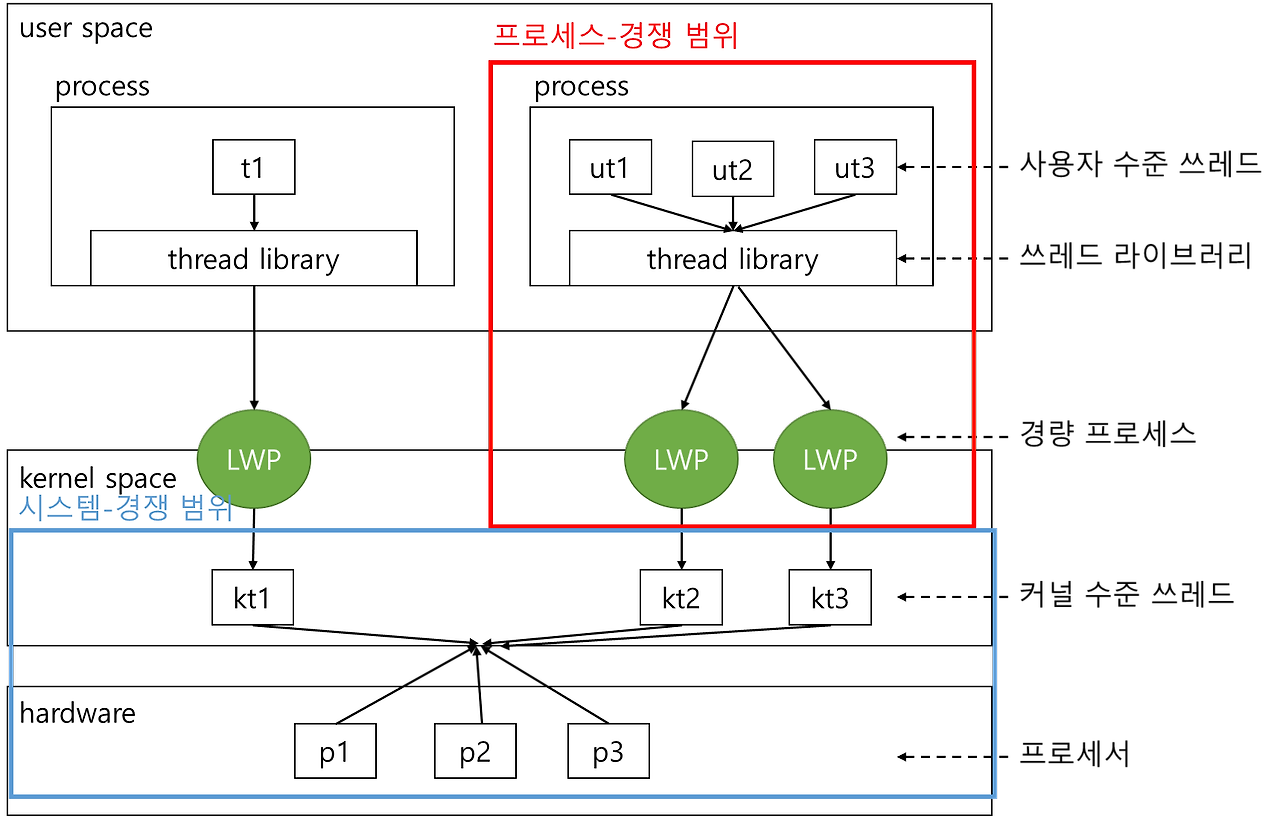 user space
프로세스-경쟁 범위
process
process
t1
ut1
ut2
ut3
사용자 수준 쓰레드
thread library
thread library
쓰레드 라이브러리
LWP
LWP
LWP
경량 프로세스
kernel space
시스템-경쟁 범위
kt1
kt2
kt3
커널 수준 쓰레드
hardware
p1
p2
p3
프로세서